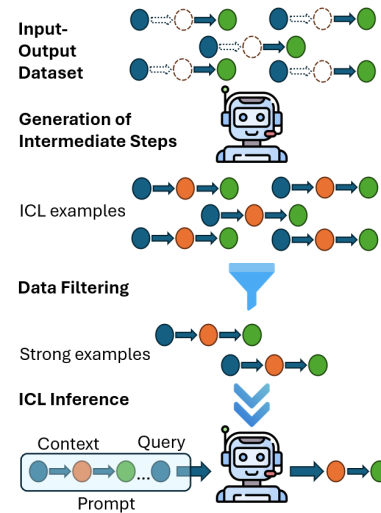 Input-
Output
Dataset
Generation of
Intermediate Steps
ICL examples
Data Filtering
Strong examples
ICL Inference
Context
Query
...
Prompt